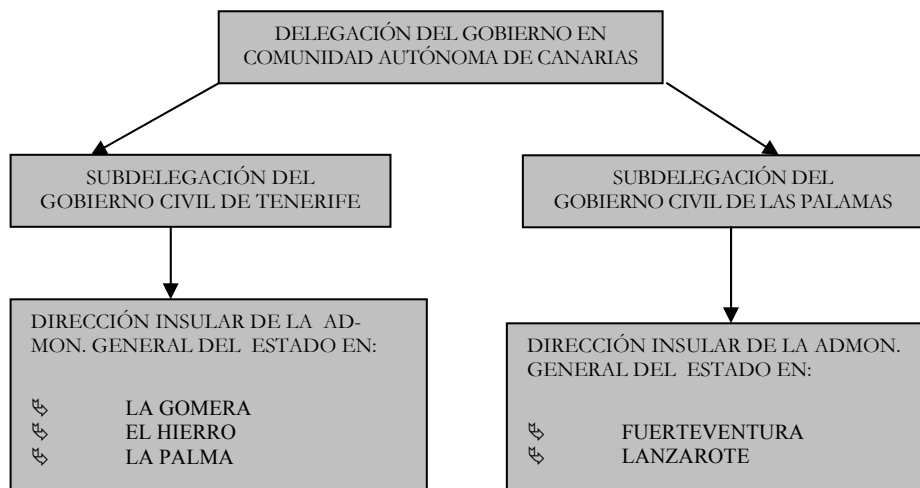 DELEGACIÓN DEL GOBIERNO EN
COMUNIDAD AUTÓNOMA DE CANARIAS
SUBDELEGACIÓN DEL
GOBIERNO CIVIL DE TENERIFE
SUBDELEGACIÓN DEL
GOBIERNO CIVIL DE LAS PALAMAS
DIRECCIÓN INSULAR DE LA AD-
MON. GENERAL DEL ESTADO EN:
LA GOMERA
EL HIERRO
LA PALMA
DIRECCIÓN INSULAR DE LA ADMON.
GENERAL DEL ESTADO EN:
FUERTEVENTURA
LANZAROTE